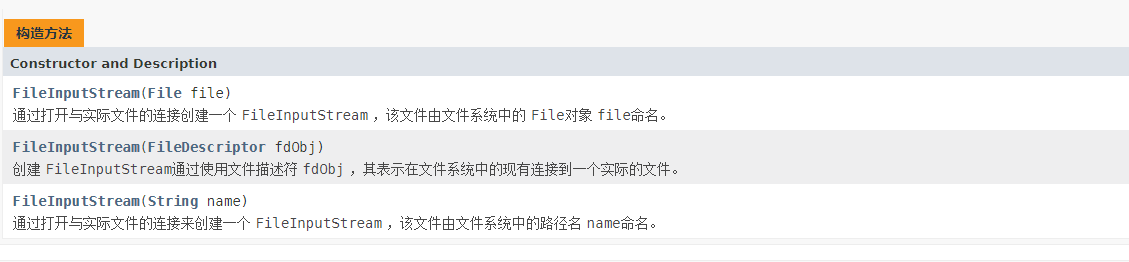 构造方法
Constructor and Description
FileInputStream(File file)
通过打开与实际文件的连接创建一个 FileInputStream ，该文件由文件系统中的 File对象 file命名。
FileInputStream(FileDescriptor fdObj)
创建 FileInputStream通过使用文件描述符 fdObj ，其表示在文件系统中的现有连接到一个实际的文件。
FileInputStream(String name)
通过打开与实际文件的连接来创建一个 FileInputStream ，该文件由文件系统中的路径名 name命名。